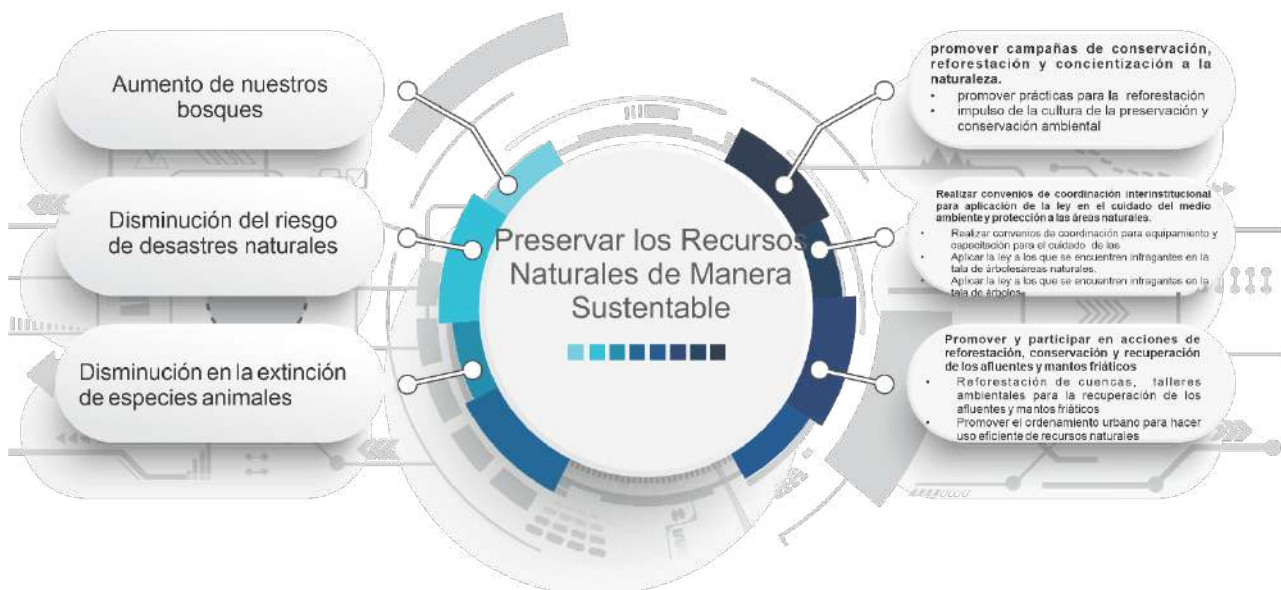 Aumento de nuestros
bosques
Disminución del riesgo
de desastres naturales
Disminución en la extinción
de especies animales
Preservar los Recursos
Naturales de Manera
Sustentable
promover campañas de conservación,
reforestación y concientización a la
naturaleza.
• promover prácticas para la reforestación
• impulso de la cultura de la preservación y
conservación ambiental
Realizar convenios de coordinación interinstitucional
para aplicación de la ley en el cuidado del medio
ambiente y protección a las áreas naturales.
• Realizar convenios de coordinación para equipamiento y
capacitación para el cuidado de las
• Aplicar la ley a los que se encuentren infragantes en la
tala de árbolesáreas naturales.
• Aplicar la ley a los que se encuentren infragantes en la
tala de árboles
Promover y participar en acciones de
reforestación, conservación y recuperación
de los afluentes y mantos friáticos
• Reforestación de cuencas, talleres
ambientales para la recuperación de los
afluentes y mantos friáticos
• Promover el ordenamiento urbano para hacer
uso eficiente de recursos naturales